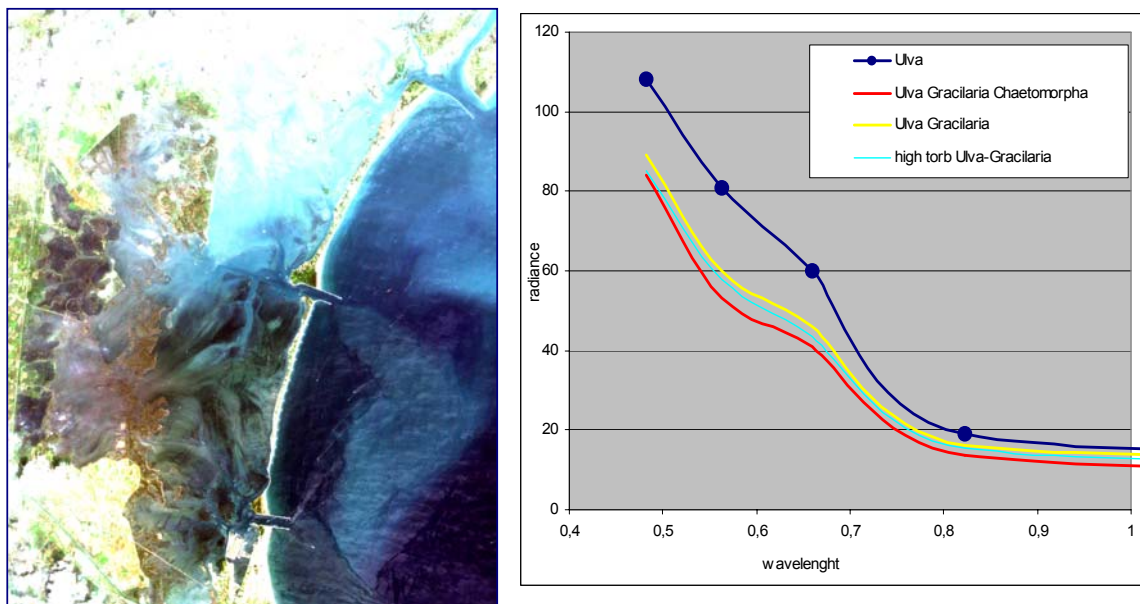 120
100
80
60
40
20
0
radiance
0,4 0,5 0,6 0,7 0,8 0,9 1
wavelenght
Ulva
Ulva Gracilaria Chaetomorpha
Ulva Gracilaria
high torb Ulva-Gracilaria